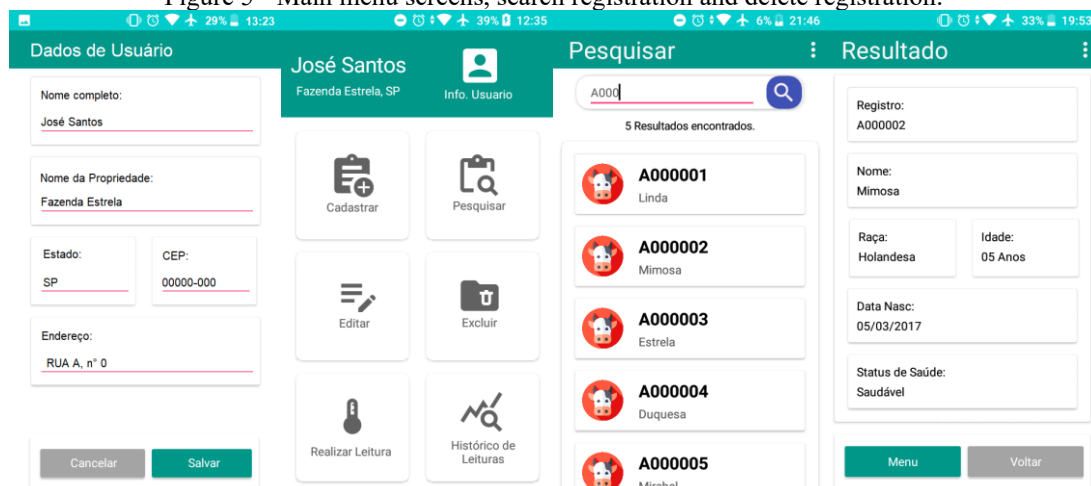 Figure 5 - Main menu screens, search registration and delete registration.
29% 13:23
Dados de Usuário
Nome completo:
José Santos
Nome da Propriedade:
Fazenda Estrela
Estado:
SP
CEP:
00000-000
Endereço:
RUA A, n° 0
Cancelar
Salvar
39% 12:35
José Santos
Fazenda Estrela, SP
Info. Usuario
Cadastrar
Pesquisar
Editar
Excluir
Realizar Leitura
Histórico de
Leituras
6% 21:46
Pesquisar
A000
5 Resultados encontrados.
A000001
Linda
A000002
Mimosa
A000003
Estrela
A000004
Duquesa
A000005
33% 19:53
Resultado
Registro:
A000002
Nome:
Mimosa
Raça:
Holandesa
Idade:
05 Anos
Data Nasc:
05/03/2017
Status de Saúde:
Saudável
Menu
Voltar